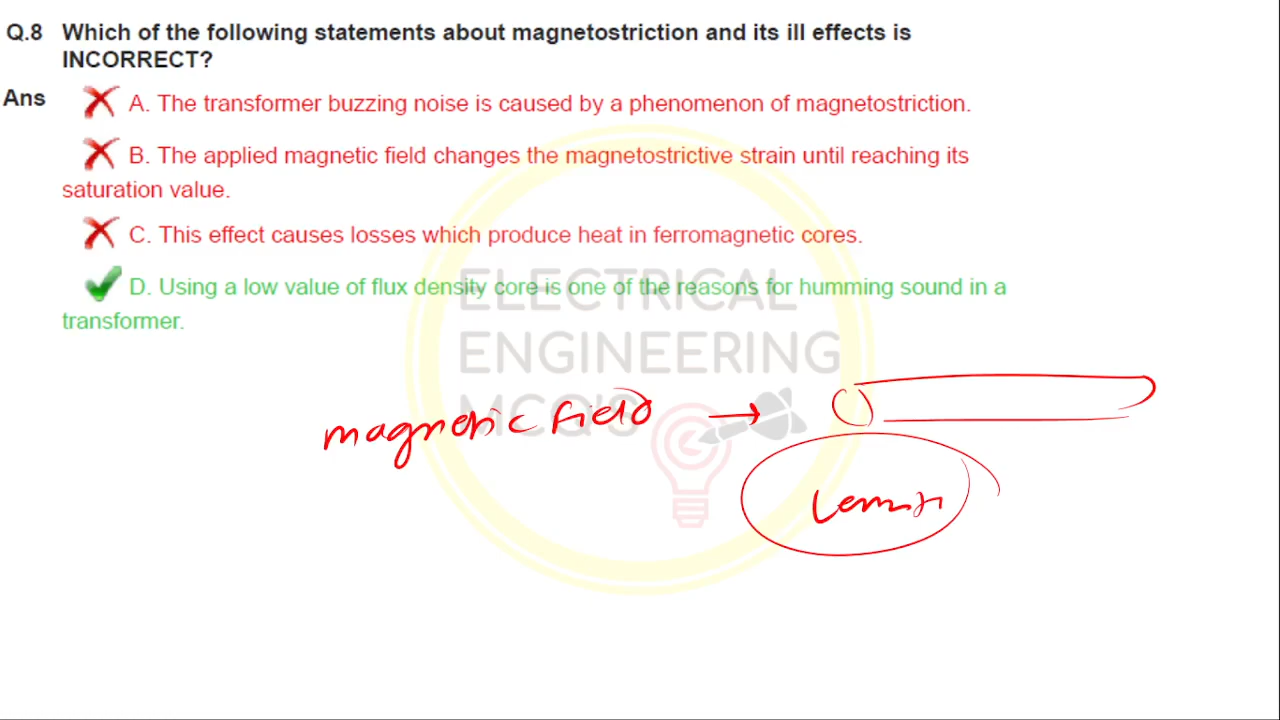 Q.8 Which of the following statements about magnetostriction and its ill effects is
INCORRECT?
Ans A. The transformer buzzing noise is caused by a phenomenon of magnetostriction.
B. The applied magnetic field changes the magnetostrictive strain until reaching its
saturation value.
C. This effect causes losses which produce heat in ferromagnetic cores.
D. Using a low value of flux density core is one of the reasons for humming sound in a
transformer.
ELECTRICAL
ENGINEERING
MCQ'S
magnetic field